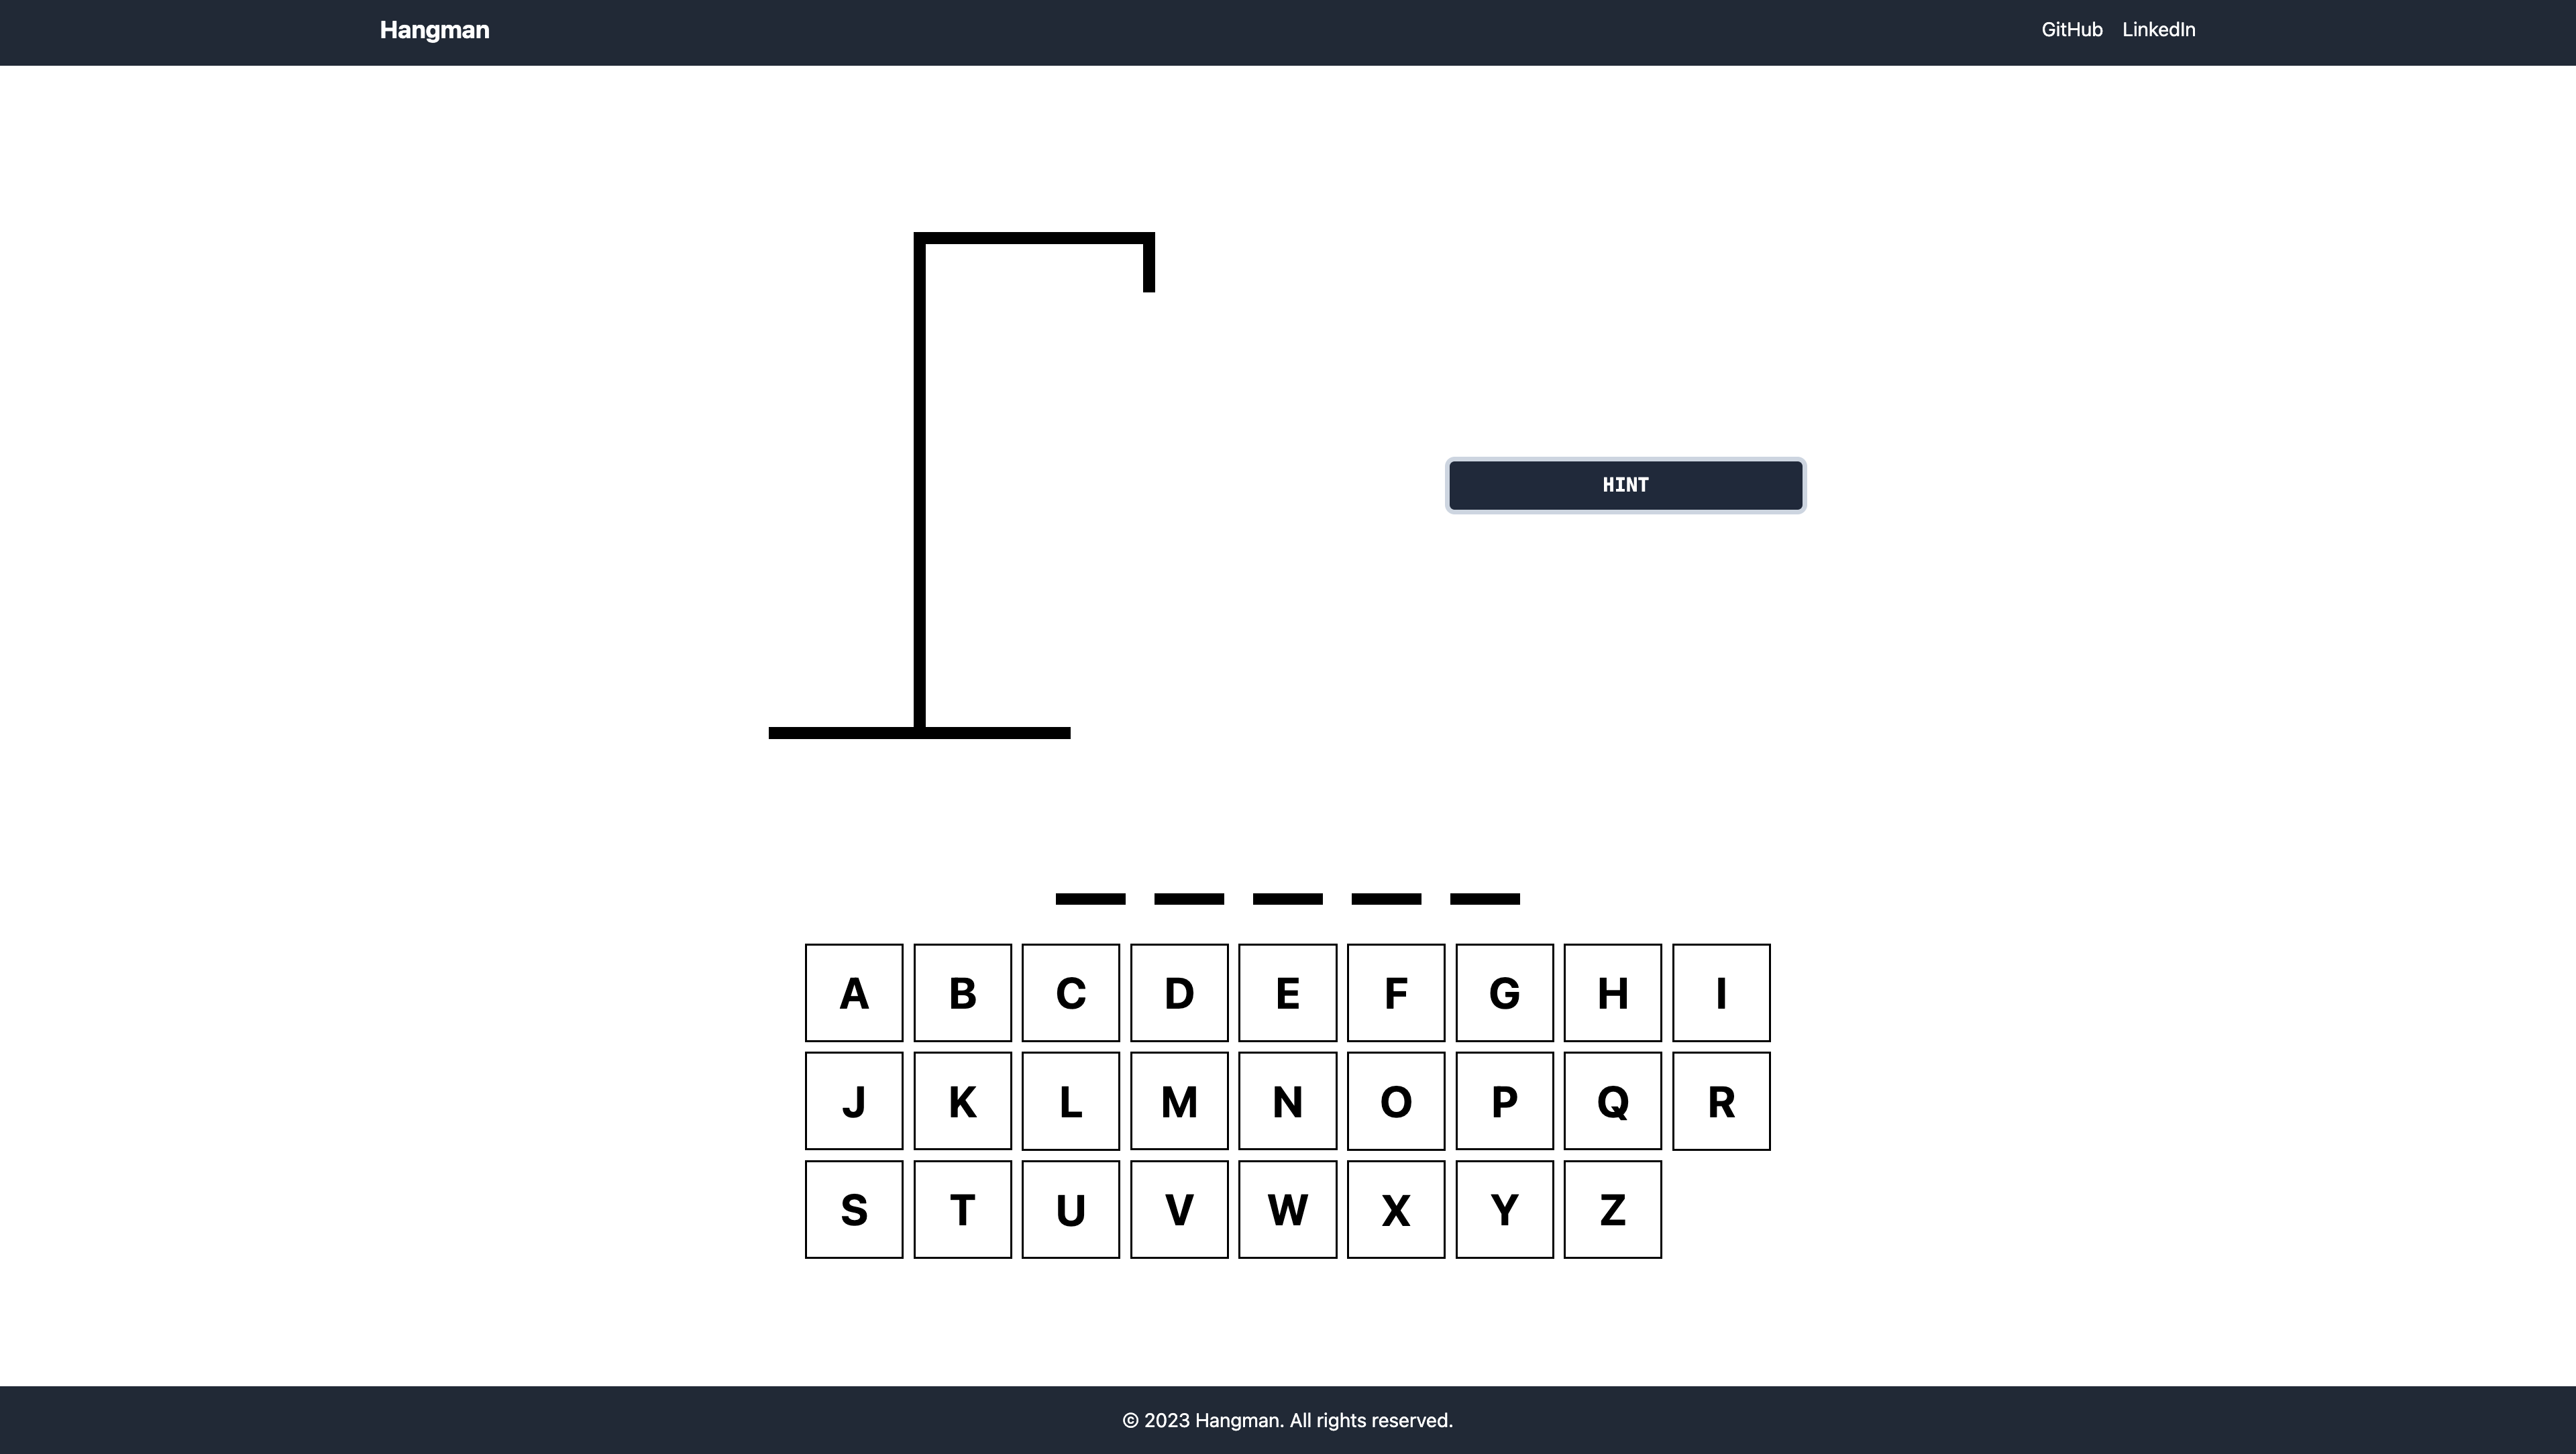 Hangman GitHub LinkedIn
HINT
A B C D E F G H I
J K L M N O P Q R
S T U V W X Y Z
© 2023 Hangman. All rights reserved.